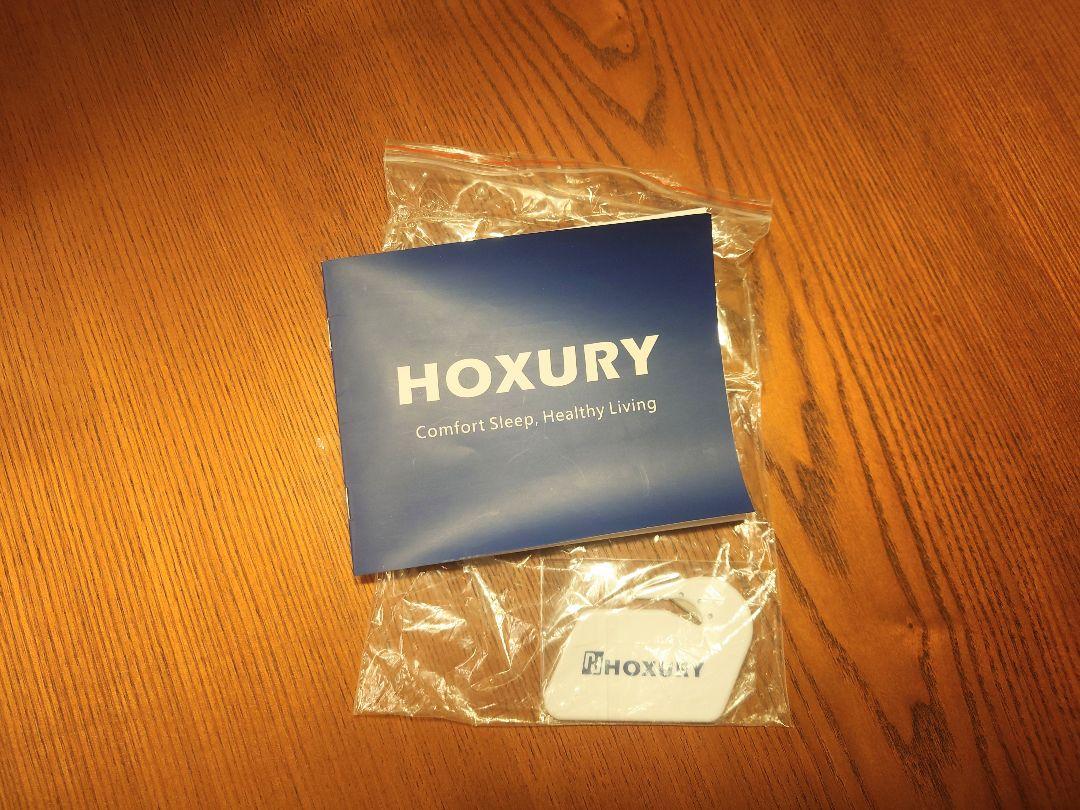 HOXURY
Comfort Sleep, Healthy Living
H HOXURY